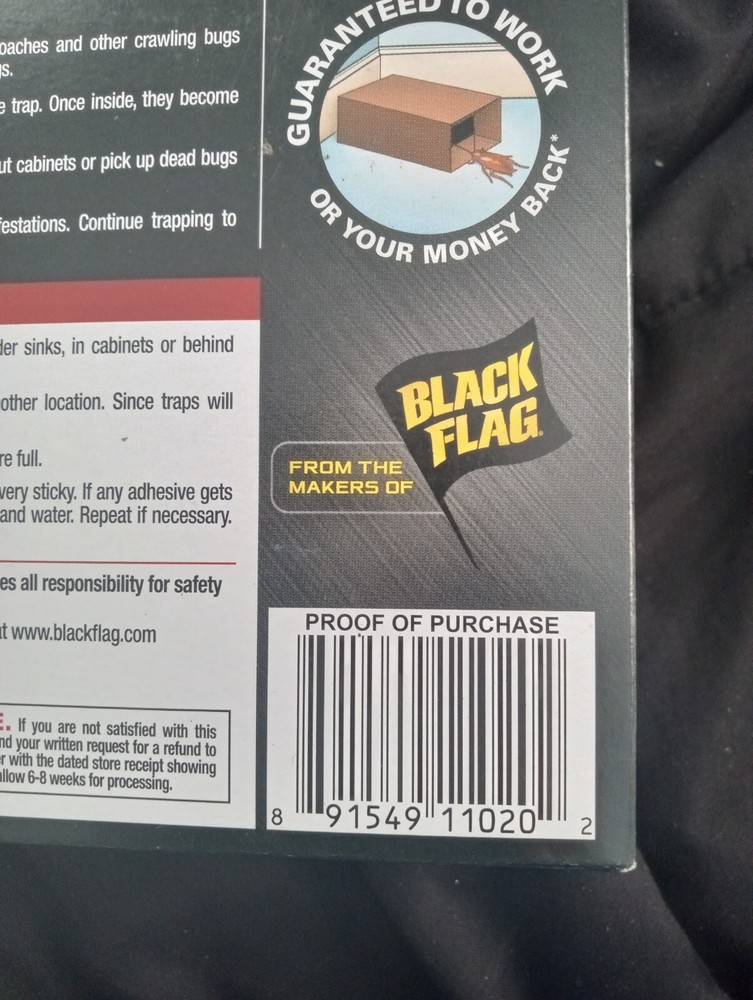 oaches and other crawling bugs
gs.
e trap. Once inside, they become
ut cabinets or pick up dead bugs
festations. Continue trapping to
GUARANTEED TO WORK
OR YOUR MONEY BACK*
der sinks, in cabinets or behind
other location. Since traps will
re full.
very sticky. If any adhesive gets
and water. Repeat if necessary.
es all responsibility for safety
at www.blackflag.com
E. If you are not satisfied with this
nd your written request for a refund to
r with the dated store receipt showing
allow 6-8 weeks for processing.
BLACK
FLAG®
FROM THE
MAKERS OF
PROOF OF PURCHASE
8 91549 11020 2